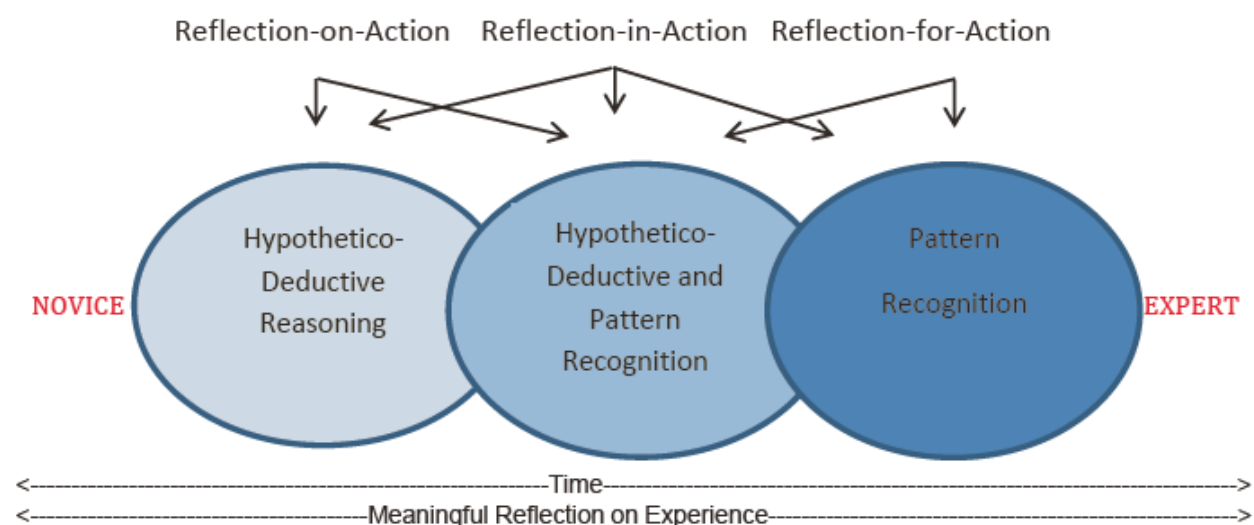 Reflection-on-Action Reflection-in-Action Reflection-for-Action
Hypothetico-
Deductive
Reasoning
Hypothetico-
Deductive and
Pattern
Recognition
Pattern
Recognition
NOVICE
EXPERT
Time
Meaningful Reflection on Experience